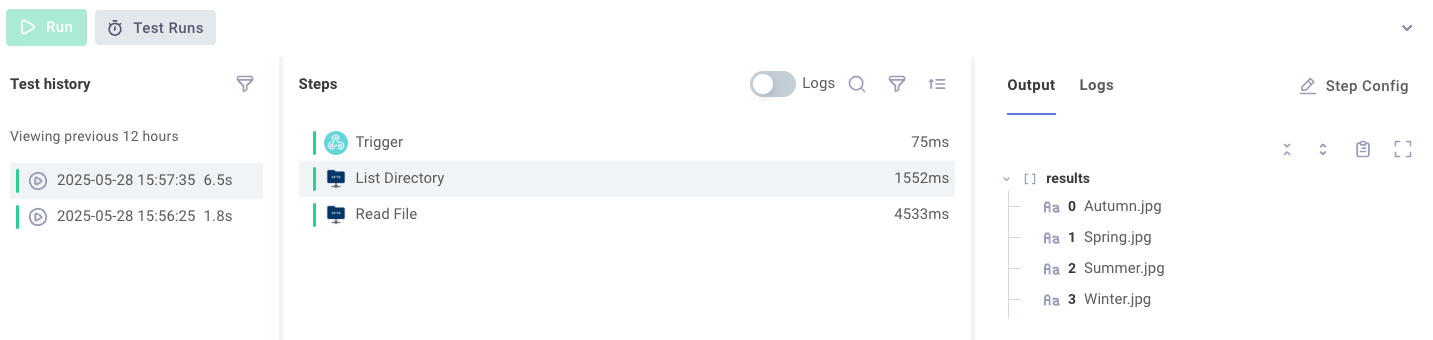 Run
Test Runs
Test history
Viewing previous 12 hours
2025-05-28 15:57:35 6.5s
2025-05-28 15:56:25 1.8s
Steps
Logs
Trigger 75ms
List Directory 1552ms
Read File 4533ms
Output
Logs
Step Config
[] results
Aa 0 Autumn.jpg
Aa 1 Spring.jpg
Aa 2 Summer.jpg
Aa 3 Winter.jpg